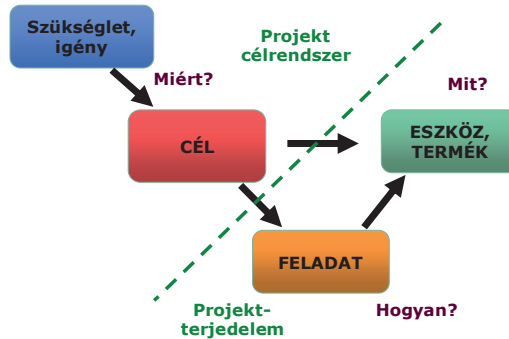 Szükséglet,
igény
Projekt
célrendszer
Miért?
Mit?
CÉL
ESZKÖZ,
TERMÉK
FELADAT
Projekt-
terjedelem
Hogyan?